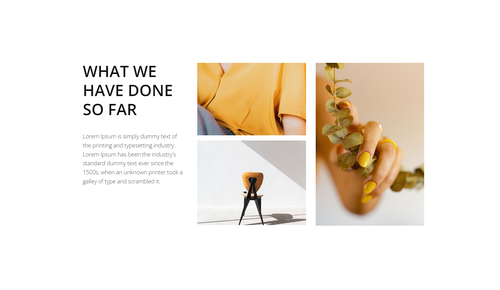 WHAT WE
HAVE DONE
SO FAR
Lorem Ipsum is simply dummy text of
the printing and typesetting industry.
Lorem Ipsum has been the industry's
standard dummy text ever since the
1500s, when an unknown printer took a
galley of type and scrambled it.